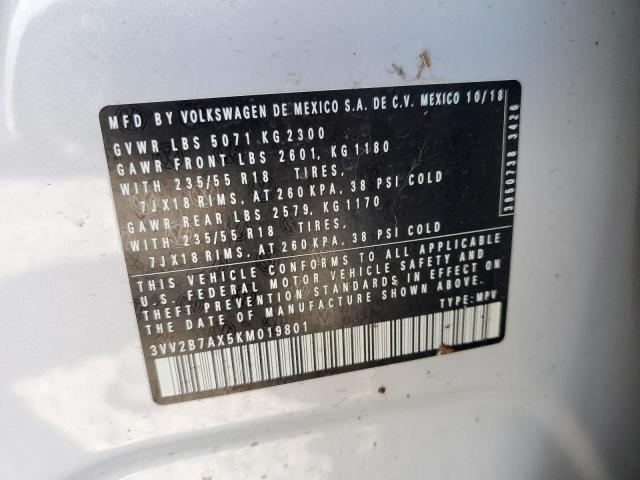 MFD BY VOLKSWAGEN DE MEXICO S.A. DE C.V. MEXICO 10/18
GVWR LBS 5071 KG 2300
GAWR FRONT LBS 2601, KG 1180
WITH 235/55 R18 TIRES,
7JX18 RIMS, AT 260 KPA, 38 PSI COLD
GAWR REAR LBS 2579, KG 1170
WITH 235/55 R18 TIRES,
7JX18 RIMS, AT 260 KPA, 38 PSI COLD
THIS VEHICLE CONFORMS TO ALL APPLICABLE
U.S. FEDERAL MOTOR VEHICLE SAFETY AND
THEFT PREVENTION STANDARDS IN EFFECT ON
THE DATE OF MANUFACTURE SHOWN ABOVE.
3VV2B7AX5KM019801 TYPE: MPV
3950738 3426